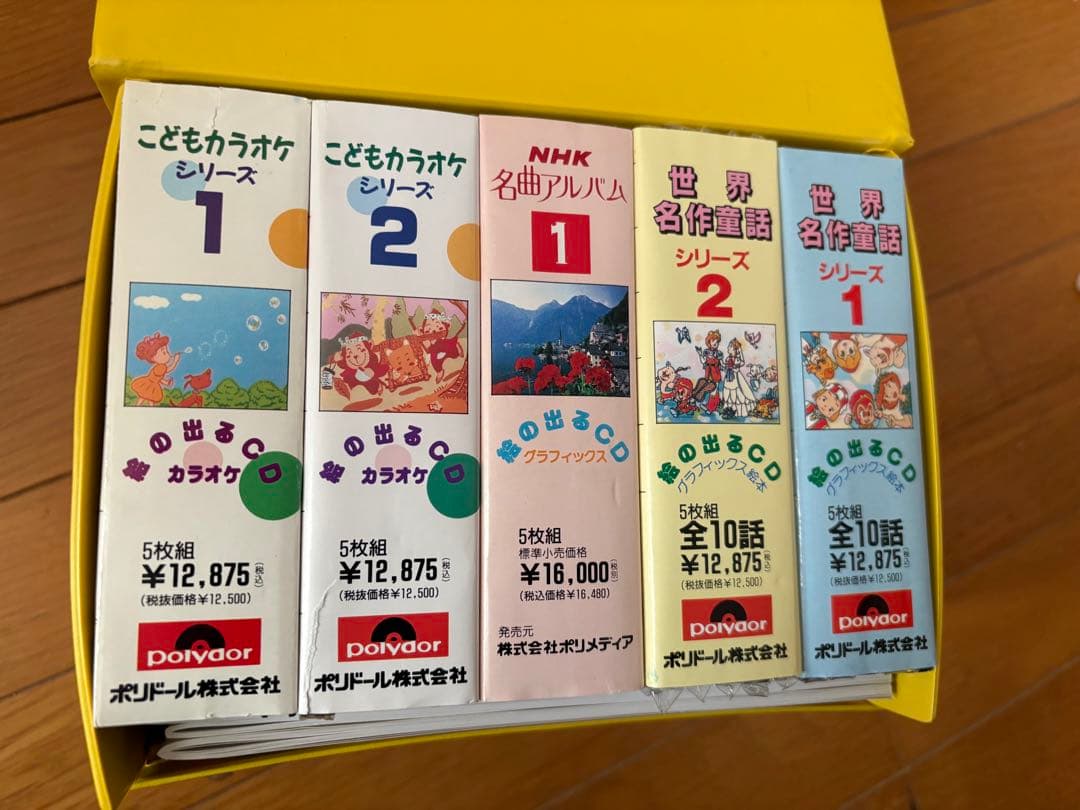 こどもカラオケ
シリーズ
1
絵の出るCD
カラオケ
5枚組
¥12,875(税込)
(税抜価格¥12,500)
polydor
ポリドール株式会社
こどもカラオケ
シリーズ
2
絵の出るCD
カラオケ
5枚組
¥12,875(税込)
(税抜価格¥12,500)
polydor
ポリドール株式会社
NHK
名曲アルバム
1
絵の出るCD
グラフィックス
5枚組
標準小売価格
¥16,000(税別)
(税込価格¥16,480)
発売元
株式会社ポリメディア
世界
名作童話
シリーズ
2
絵の出るCD
グラフィックス絵本
5枚組
全10話
¥12,875(税込)
(税抜価格¥12,500)
polydor
ポリドール株式会社
世界
名作童話
シリーズ
1
絵の出るCD
グラフィックス絵本
5枚組
全10話
¥12,875(税込)
(税抜価格¥12,500)
polydor
ポリドール株式会社